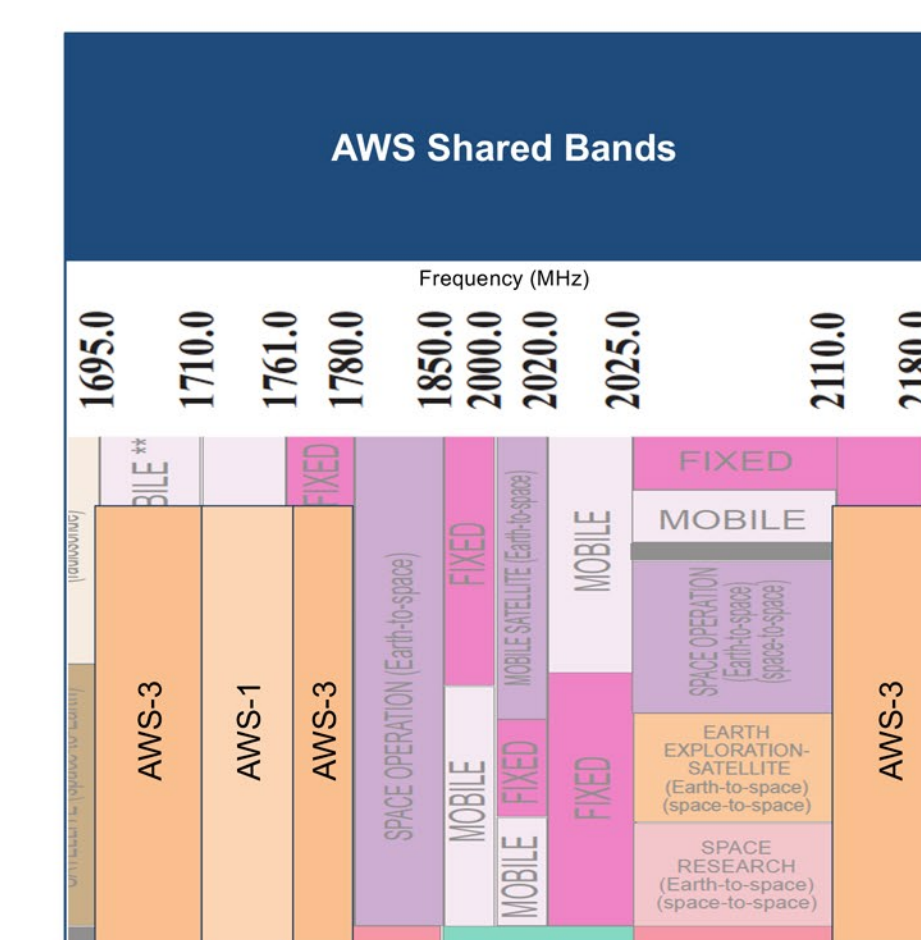 AWS Shared Bands
Frequency (MHz)
1695.0
1710.0
1761.0
1780.0
1850.0
2000.0
2020.0
2025.0
2110.0
2180.0
**
FIXED
SPACE OPERATION (Earth-to-space)
FIXED
MOBILE
MOBILE SATELLITE (Earth-to-space)
FIXED
MOBILE
MOBILE
FIXED
FIXED
MOBILE
SPACE OPERATION
(Earth-to-space)
(space-to-space)
EARTH
EXPLORATION-
SATELLITE
(Earth-to-space)
(space-to-space)
SPACE
RESEARCH
(Earth-to-space)
(space-to-space)
AWS-3
AWS-1
AWS-3
AWS-3